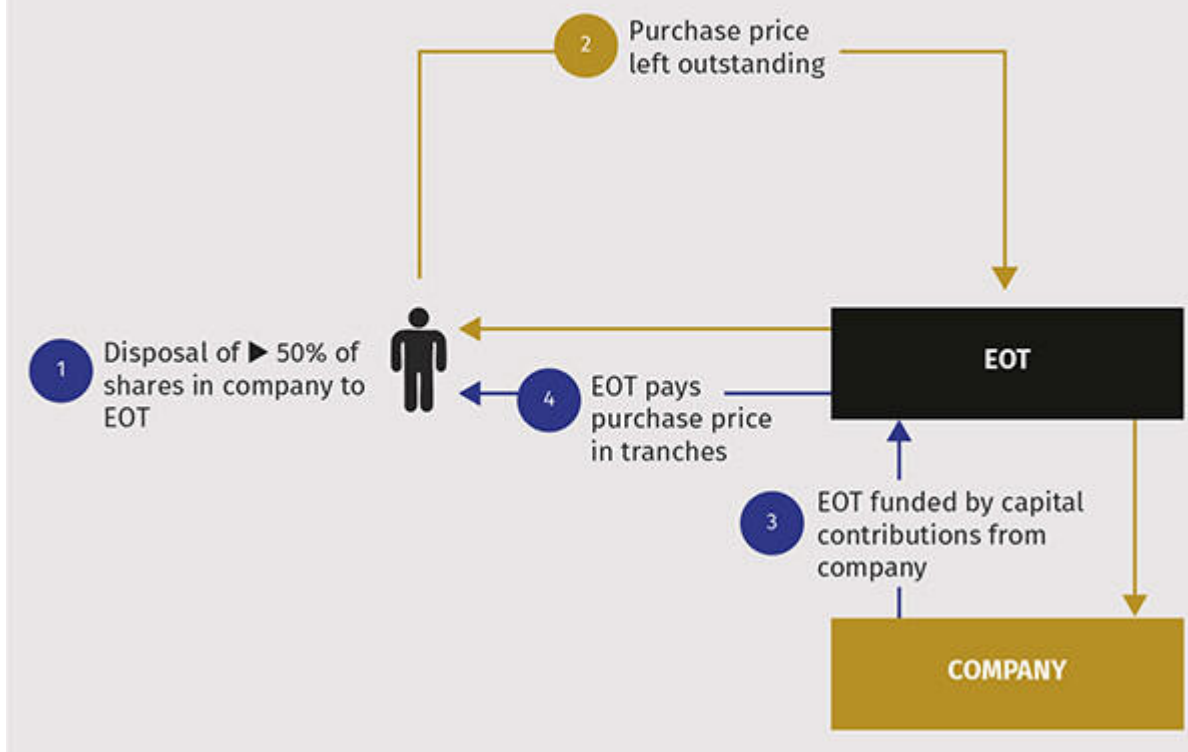 2
Purchase price
left outstanding
1
Disposal of ▶ 50% of
shares in company to
EOT
EOT
4
EOT pays
purchase price
in tranches
3
EOT funded by capital
contributions from
company
COMPANY